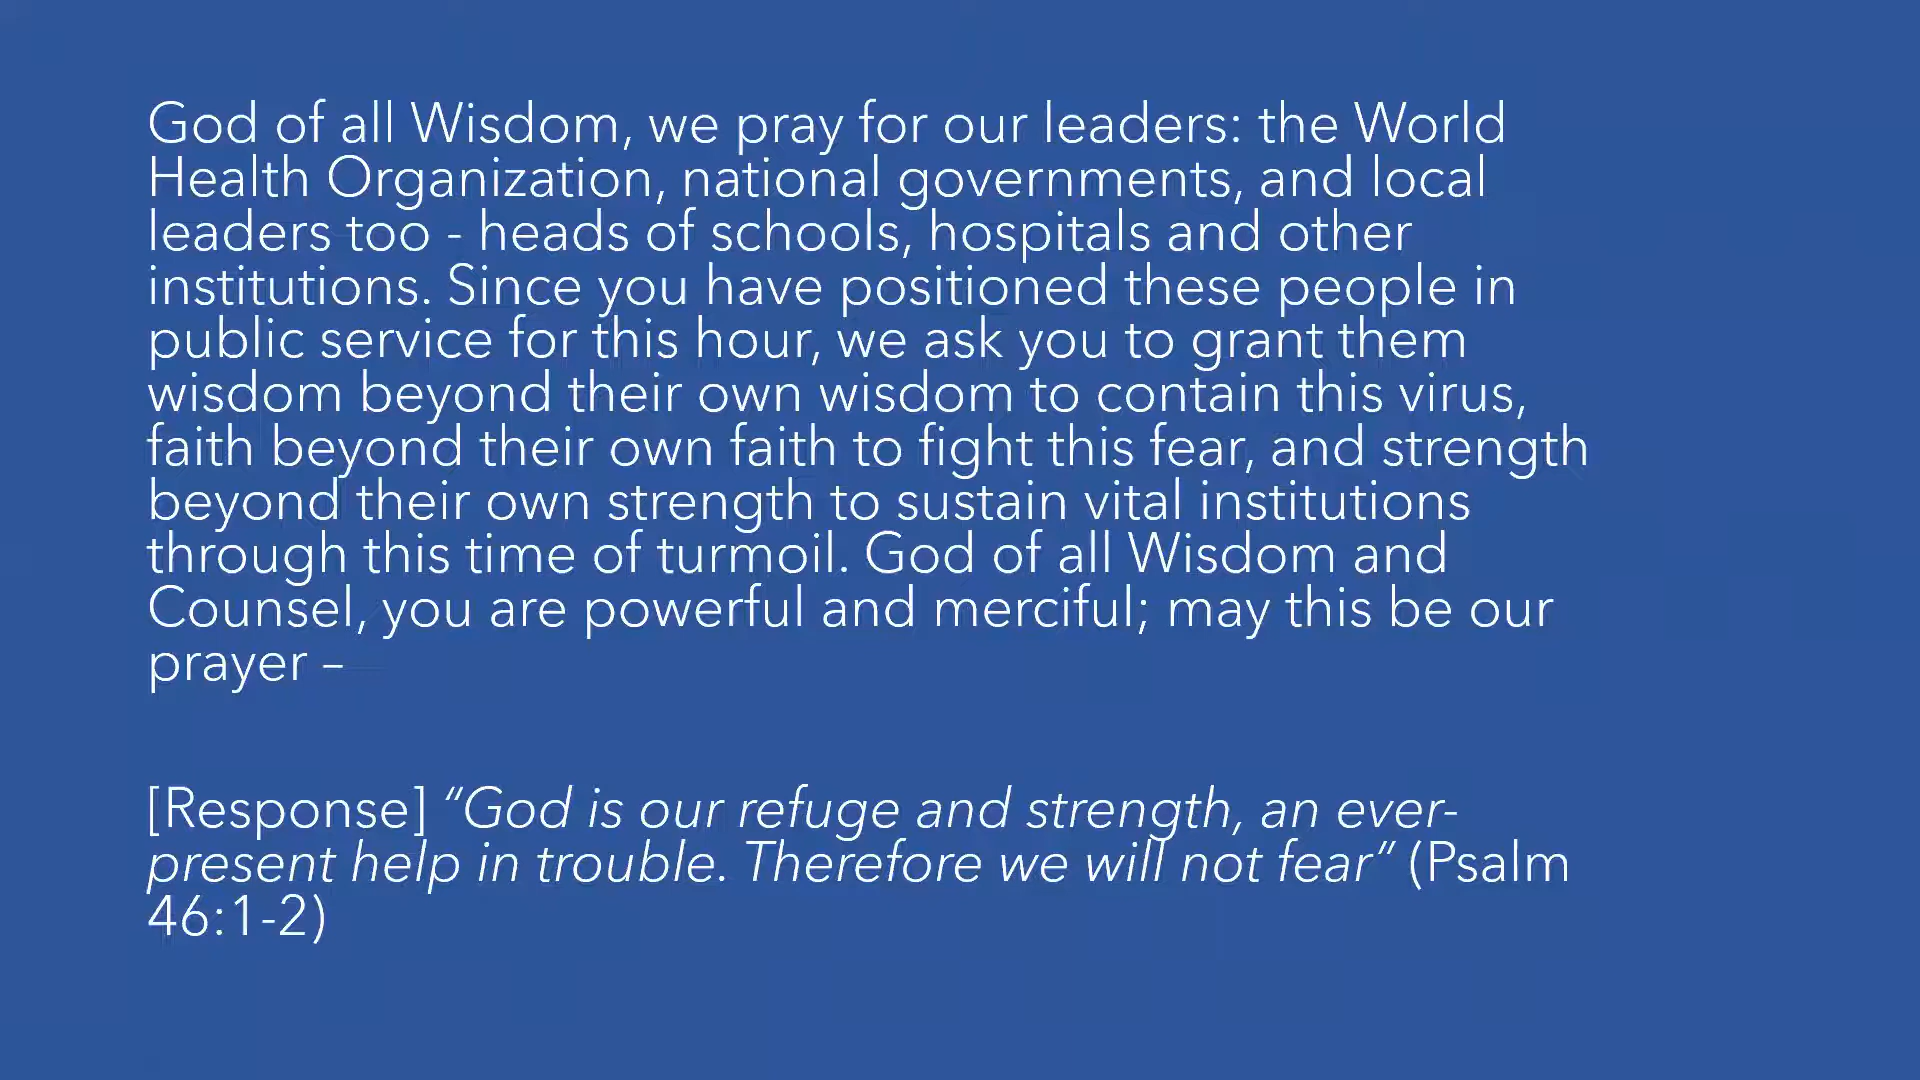 God of all Wisdom, we pray for our leaders: the World
Health Organization, national governments, and local
leaders too - heads of schools, hospitals and other
institutions. Since you have positioned these people in
public service for this hour, we ask you to grant them
wisdom beyond their own wisdom to contain this virus,
faith beyond their own faith to fight this fear, and strength
beyond their own strength to sustain vital institutions
through this time of turmoil. God of all Wisdom and
Counsel, you are powerful and merciful; may this be our
prayer –
[Response] “God is our refuge and strength, an ever-
present help in trouble. Therefore we will not fear” (Psalm
46:1-2)